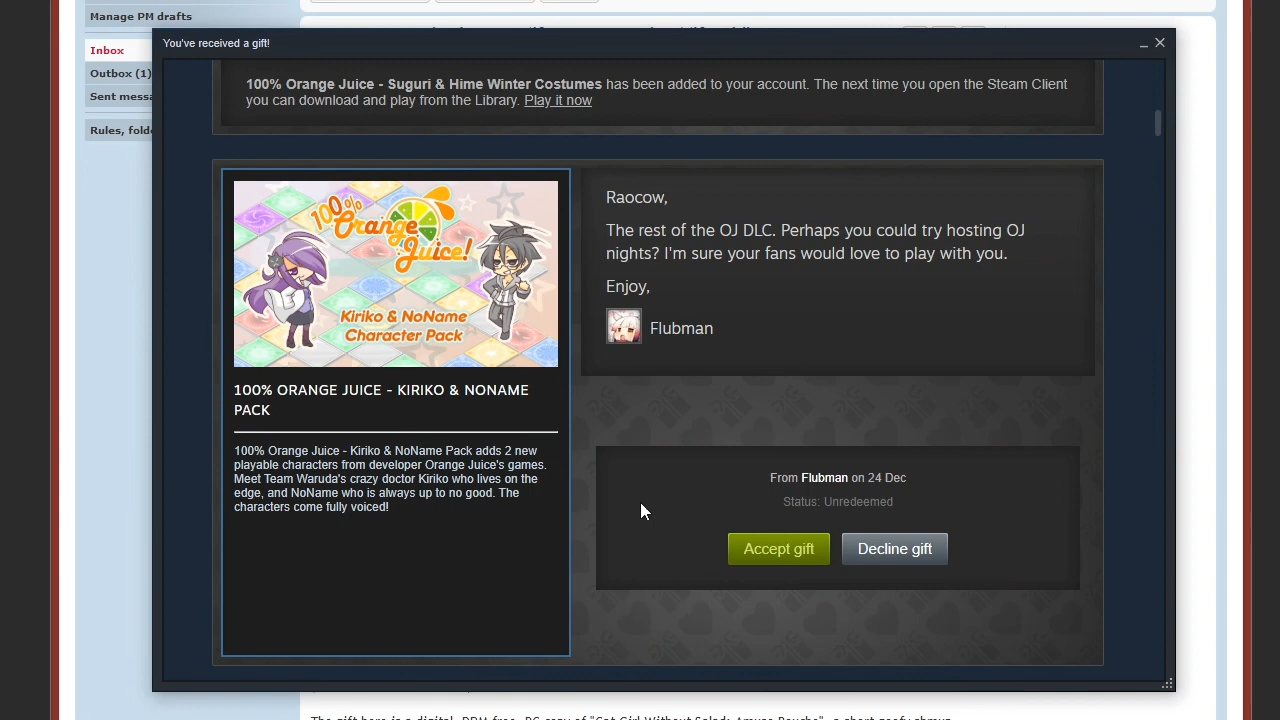 Manage PM drafts
Inbox
Outbox (1)
Sent messa
Rules, fold
You've received a gift!
100% Orange Juice - Suguri & Hime Winter Costumes has been added to your account. The next time you open the Steam Client
you can download and play from the Library. Play it now
100%
Orange
Juice!
Kiriko & NoName
Character Pack
100% ORANGE JUICE - KIRIKO & NONAME
PACK
100% Orange Juice - Kiriko & NoName Pack adds 2 new
playable characters from developer Orange Juice's games.
Meet Team Waruda's crazy doctor Kiriko who lives on the
edge, and NoName who is always up to no good. The
characters come fully voiced!
Raocow,
The rest of the OJ DLC. Perhaps you could try hosting OJ
nights? I'm sure your fans would love to play with you.
Enjoy,
Flubman
From Flubman on 24 Dec
Status: Unredeemed
Accept gift
Decline gift